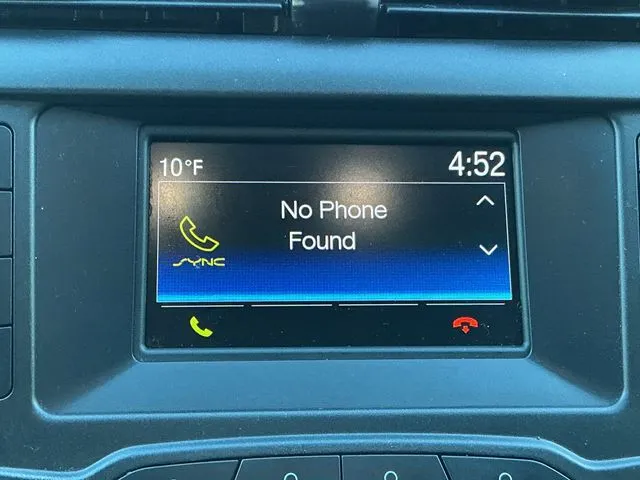 10°F 4:52
No Phone
Found
SYNC